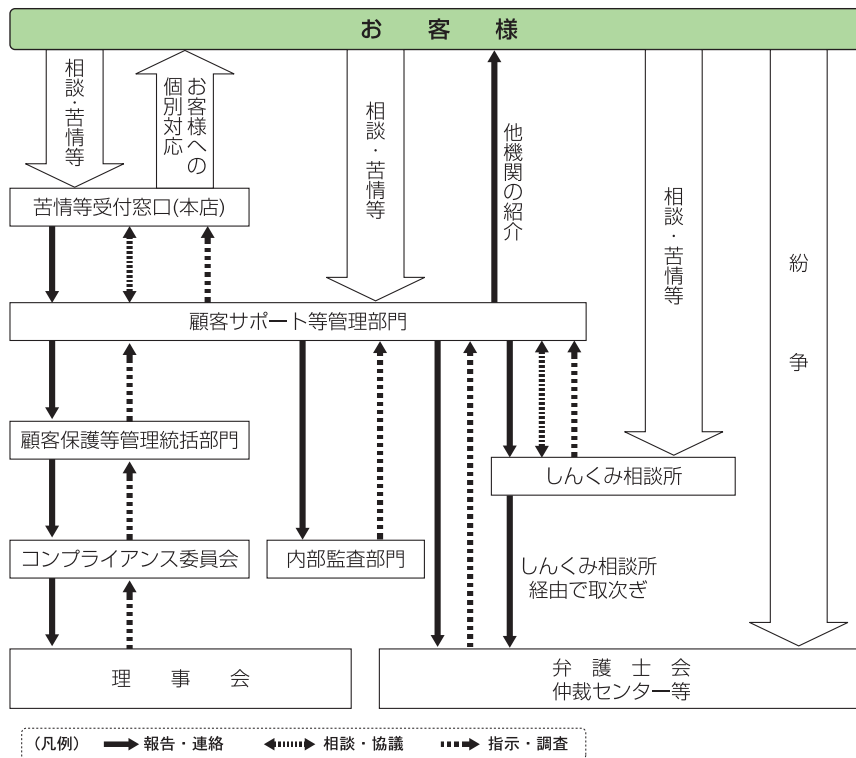 お 客 様
相談・苦情等
お客様への
個別対応
相談・苦情等
他機関の紹介
相談・苦情等
紛 争
苦情等受付窓口(本店)
顧客サポート等管理部門
顧客保護等管理統括部門
しんくみ相談所
コンプライアンス委員会
内部監査部門
しんくみ相談所
経由で取次ぎ
理 事 会
弁 護 士 会
仲裁センター等
(凡例) 報告・連絡 相談・協議 指示・調査